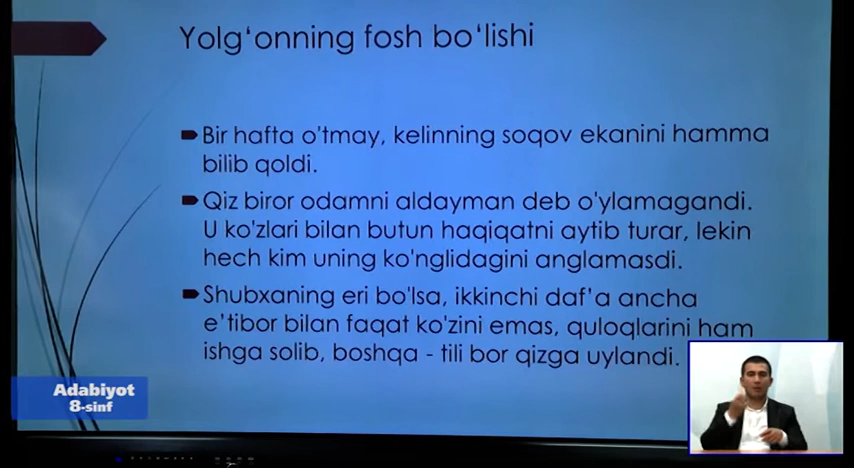 Yolg‘onning fosh bo‘lishi
Bir hafta o'tmay, kelinning soqov ekanini hamma
bilib qoldi.
Qiz biror odamni aldayman deb o'ylamagandi.
U ko'zlari bilan butun haqiqatni aytib turar, lekin
hech kim uning ko'nglidagini anglamasdi.
Shubxaning eri bo'lsa, ikkinchi daf’a ancha
e’tibor bilan faqat ko'zini emas, quloqlarini ham
ishga solib, boshqa - tili bor qizga uylandi.
Adabiyot
8-sinf